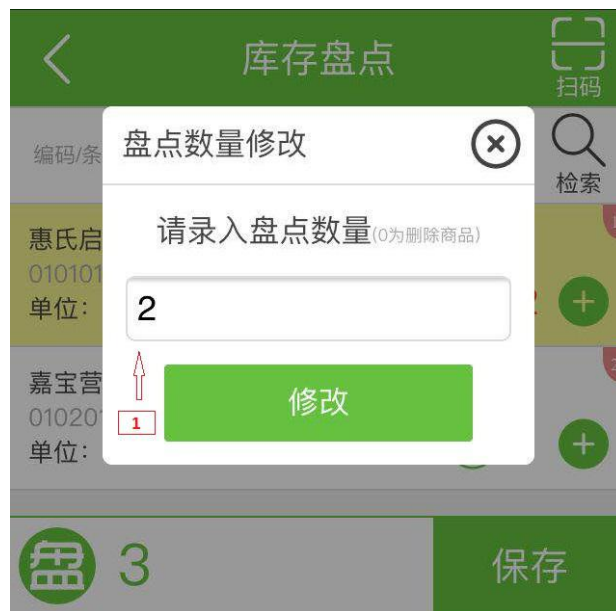 库存盘点
扫码
盘点数量修改
编码/条
检索
请录入盘点数量(0为删除商品)
惠氏启
010101
单位:
2
1
修改
嘉宝营
01020
单位:
盘 3
保存